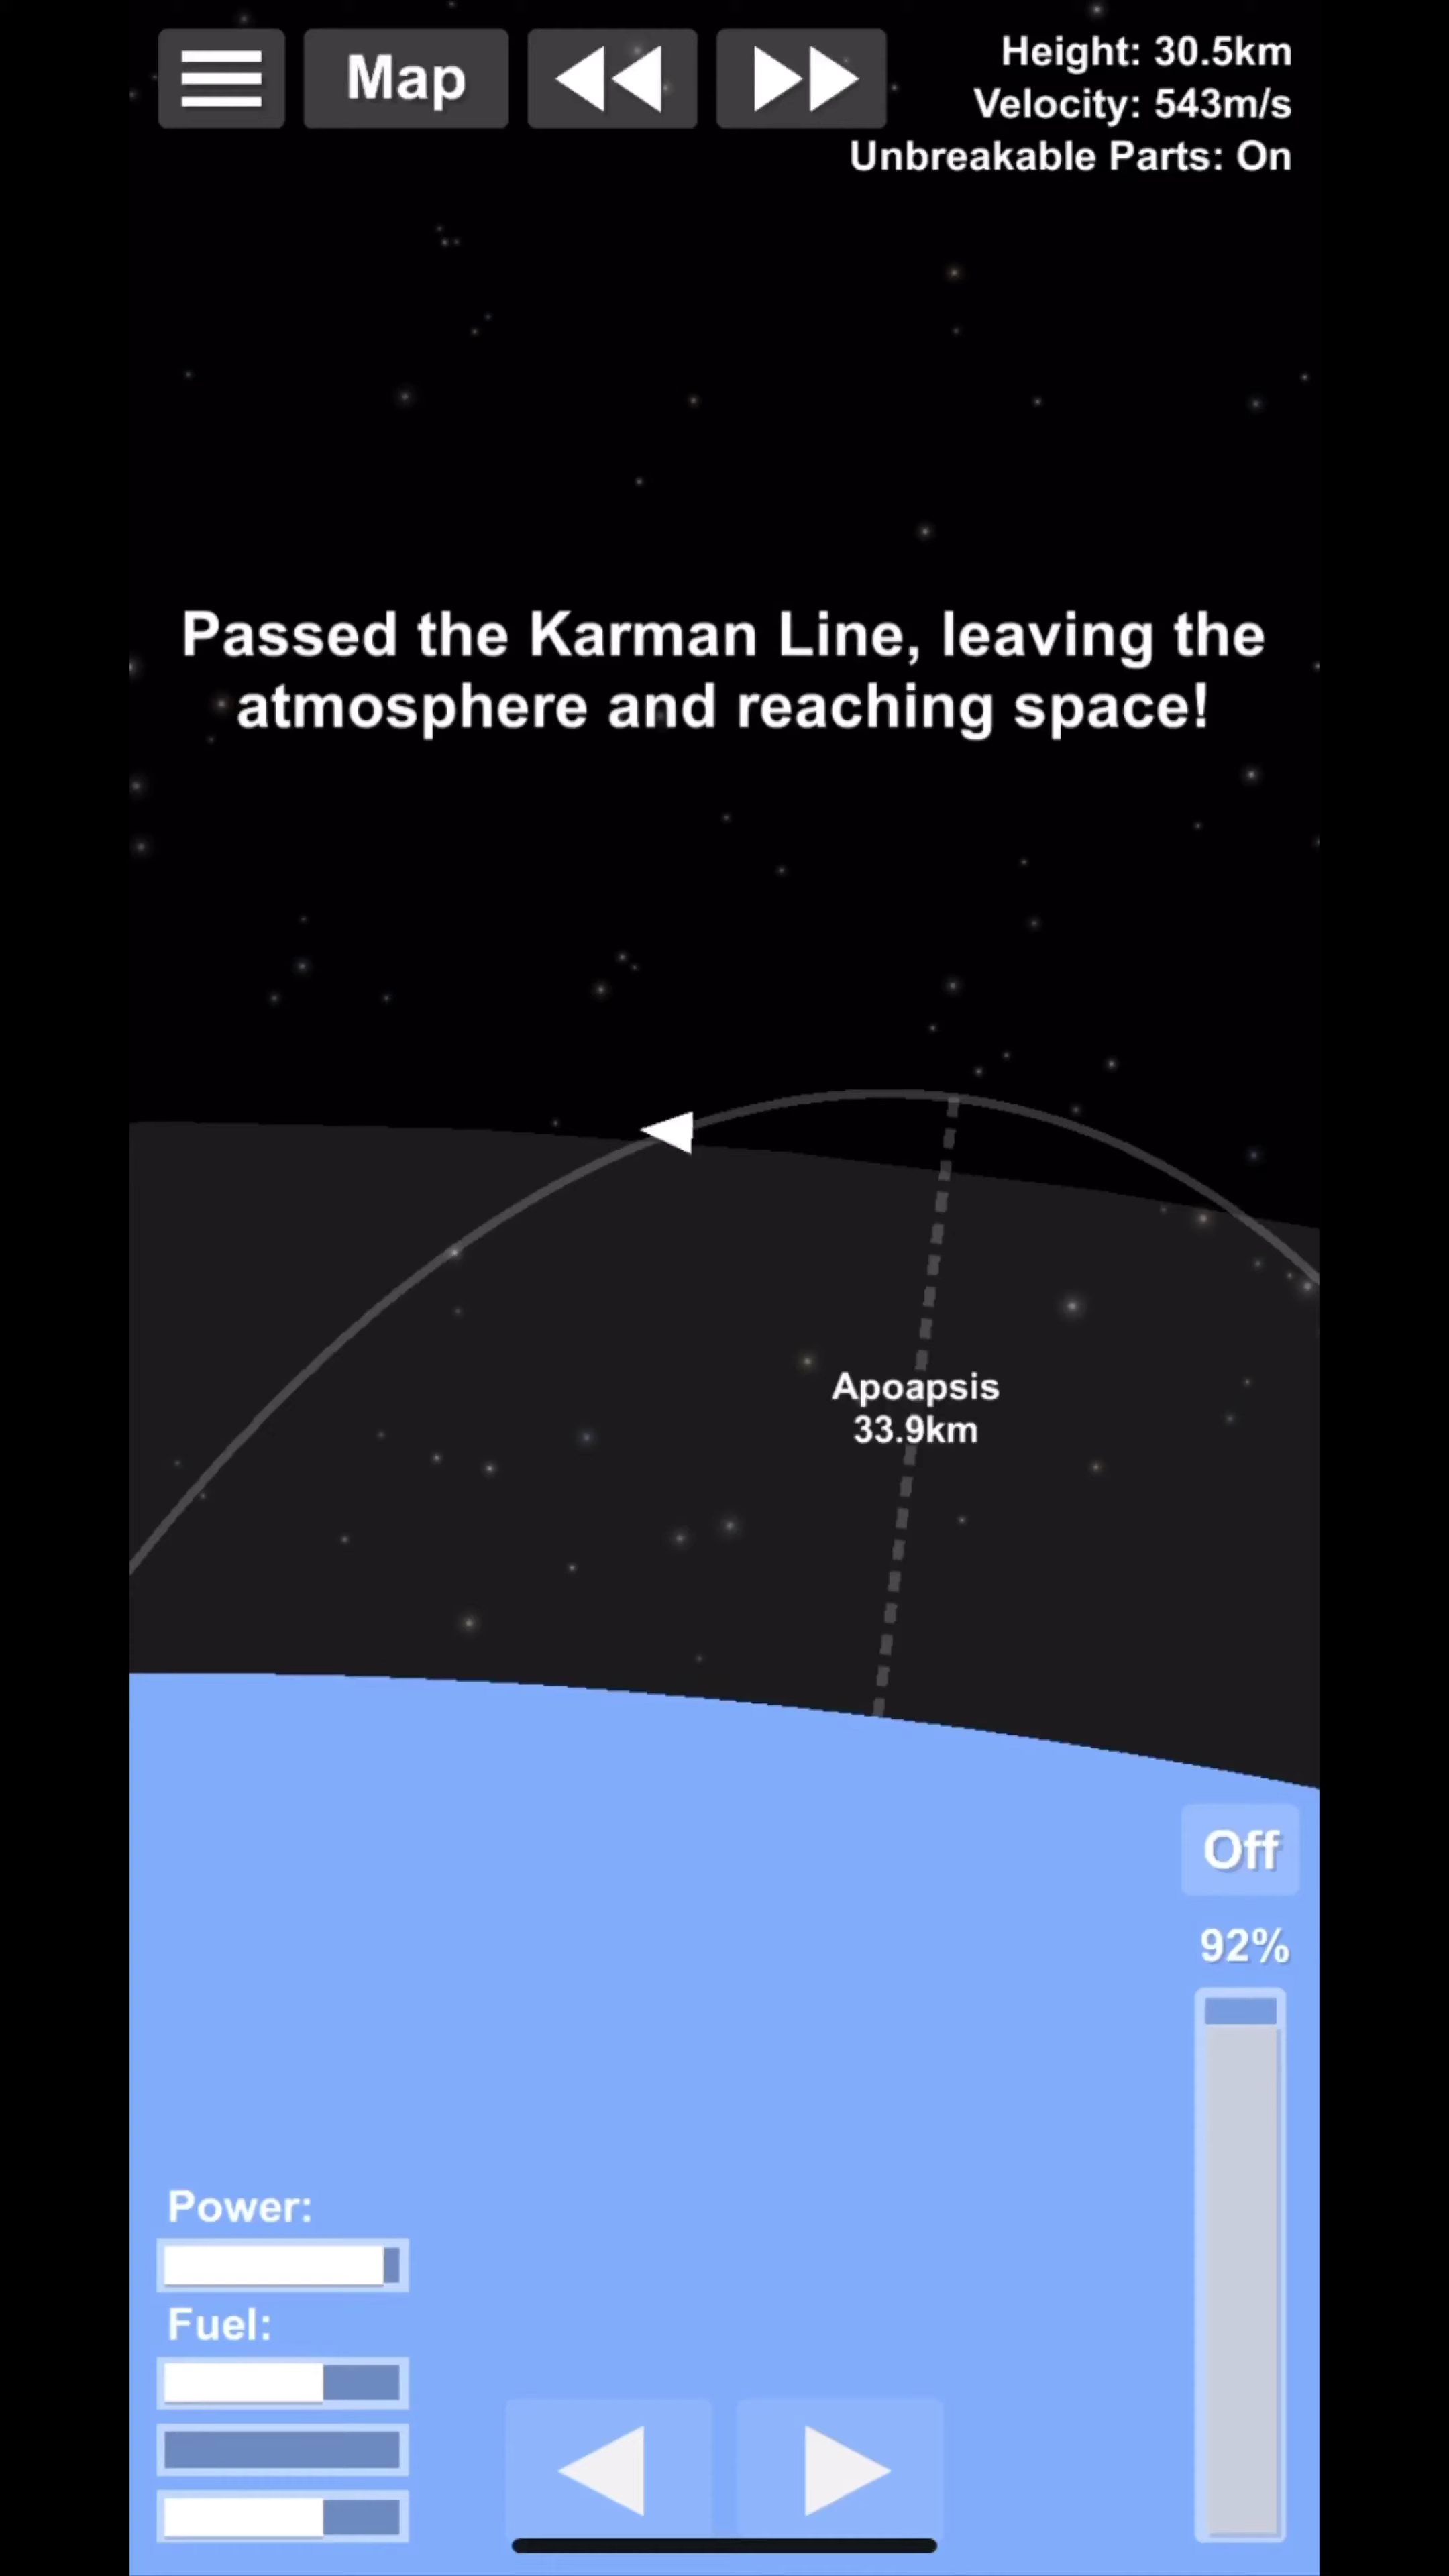 Map
Height: 30.5km
Velocity: 543m/s
Unbreakable Parts: On
Passed the Karman Line, leaving the
atmosphere and reaching space!
Apoapsis
33.9km
Off
92%
Power:
Fuel: